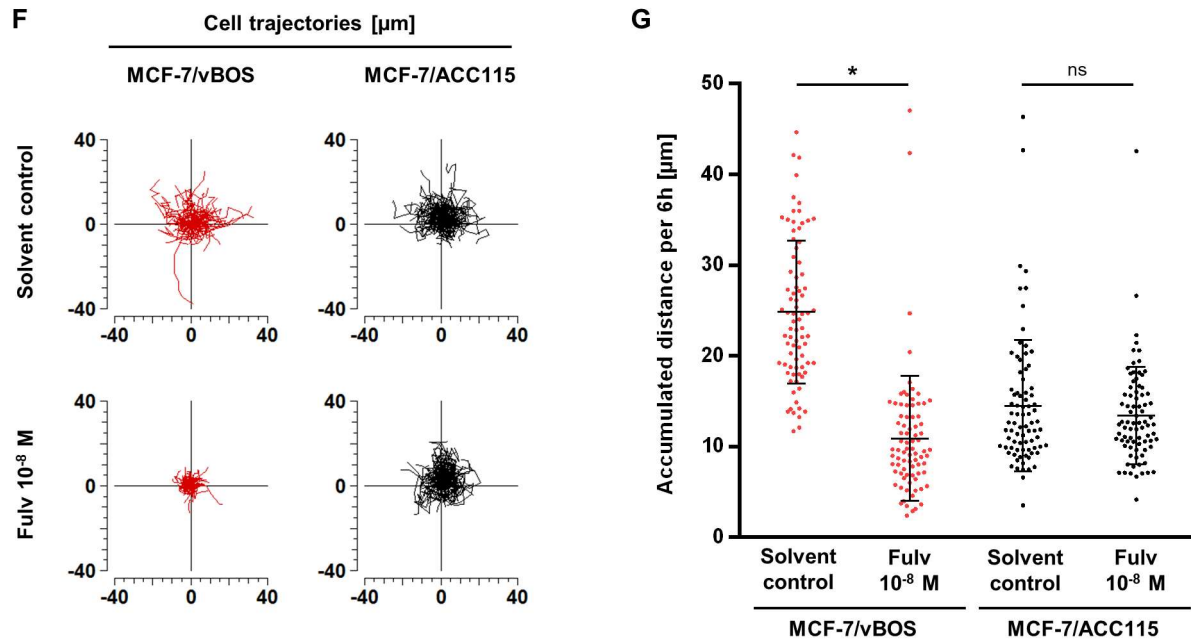 F
Cell trajectories [µm]
MCF-7/vBOS MCF-7/ACC115
Solvent control
40 40
0 0
-40 -40
-40 0 40 -40 0 40
Fulv 10⁻⁸ M
40 40
0 0
-40 -40
-40 0 40 -40 0 40
G
* ns
Accumulated distance per 6h [µm]
50
40
30
20
10
0
Solvent Fulv Solvent Fulv
control 10⁻⁸ M control 10⁻⁸ M
MCF-7/vBOS MCF-7/ACC115